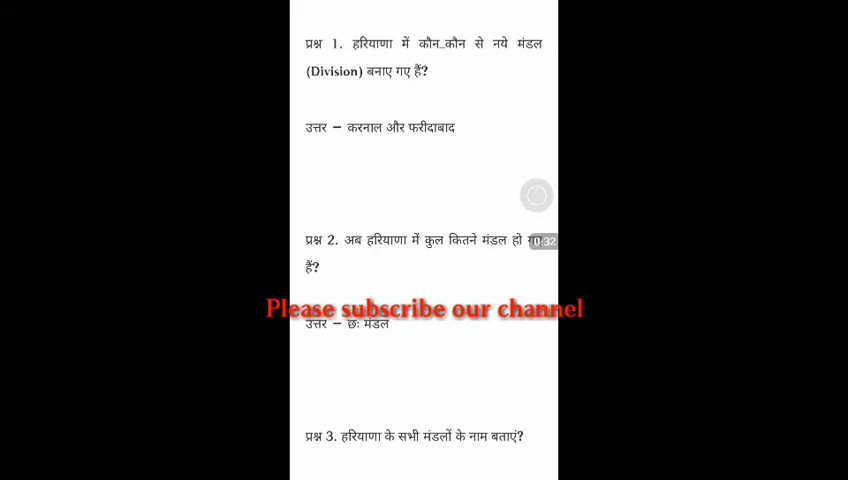 प्रश्न 1. हरियाणा में कौन_कौन से नये मंडल
(Division) बनाए गए हैं?
उत्तर – करनाल और फरीदाबाद
प्रश्न 2. अब हरियाणा में कुल कितने मंडल हो
0:32
हैं?
Please subscribe our channel
उत्तर – छः मंडल
प्रश्न 3. हरियाणा के सभी मंडलों के नाम बताएं?